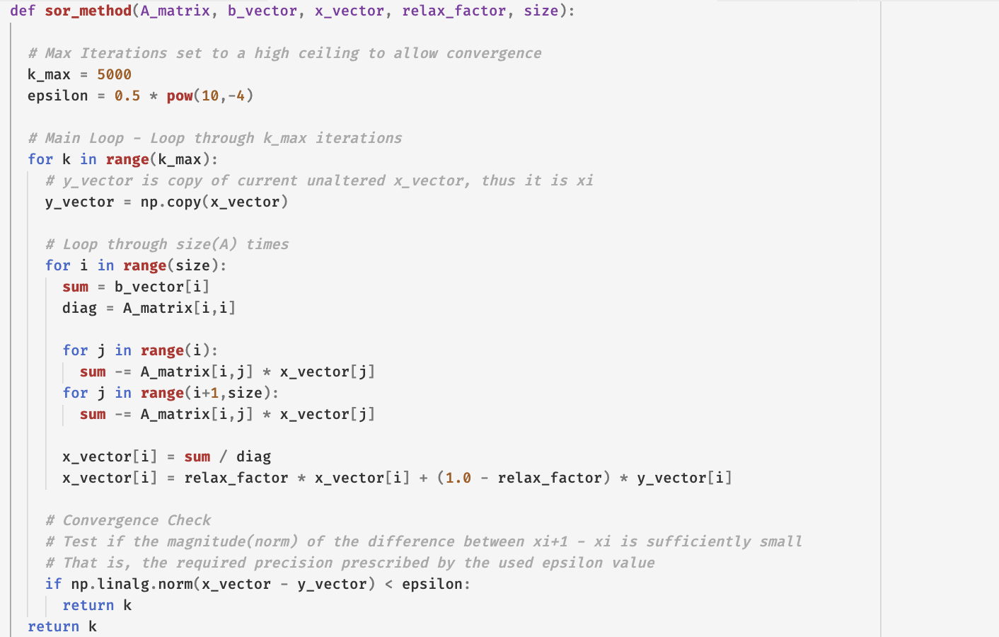 def sor_method(A_matrix, b_vector, x_vector, relax_factor, size):
# Max Iterations set to a high ceiling to allow convergence
k_max = 5000
epsilon = 0.5 * pow(10,-4)
# Main Loop - Loop through k_max iterations
for k in range(k_max):
# y_vector is copy of current unaltered x_vector, thus it is xi
y_vector = np.copy(x_vector)
# Loop through size(A) times
for i in range(size):
sum = b_vector[i]
diag = A_matrix[i,i]
for j in range(i):
sum -= A_matrix[i,j] * x_vector[j]
for j in range(i+1,size):
sum -= A_matrix[i,j] * x_vector[j]
x_vector[i] = sum / diag
x_vector[i] = relax_factor * x_vector[i] + (1.0 - relax_factor) * y_vector[i]
# Convergence Check
# Test if the magnitude(norm) of the difference between xi+1 - xi is sufficiently small
# That is, the required precision prescribed by the used epsilon value
if np.linalg.norm(x_vector - y_vector) < epsilon:
return k
return k